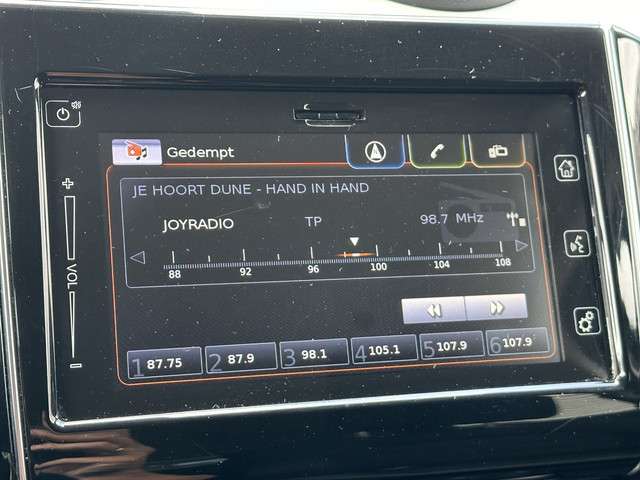 Gedempt
JE HOORT DUNE - HAND IN HAND
JOYRADIO TP 98.7 MHz
88 92 96 100 104 108
+
VOL
−
1 87.75 2 87.9 3 98.1 4 105.1 5 107.9 6 107.9